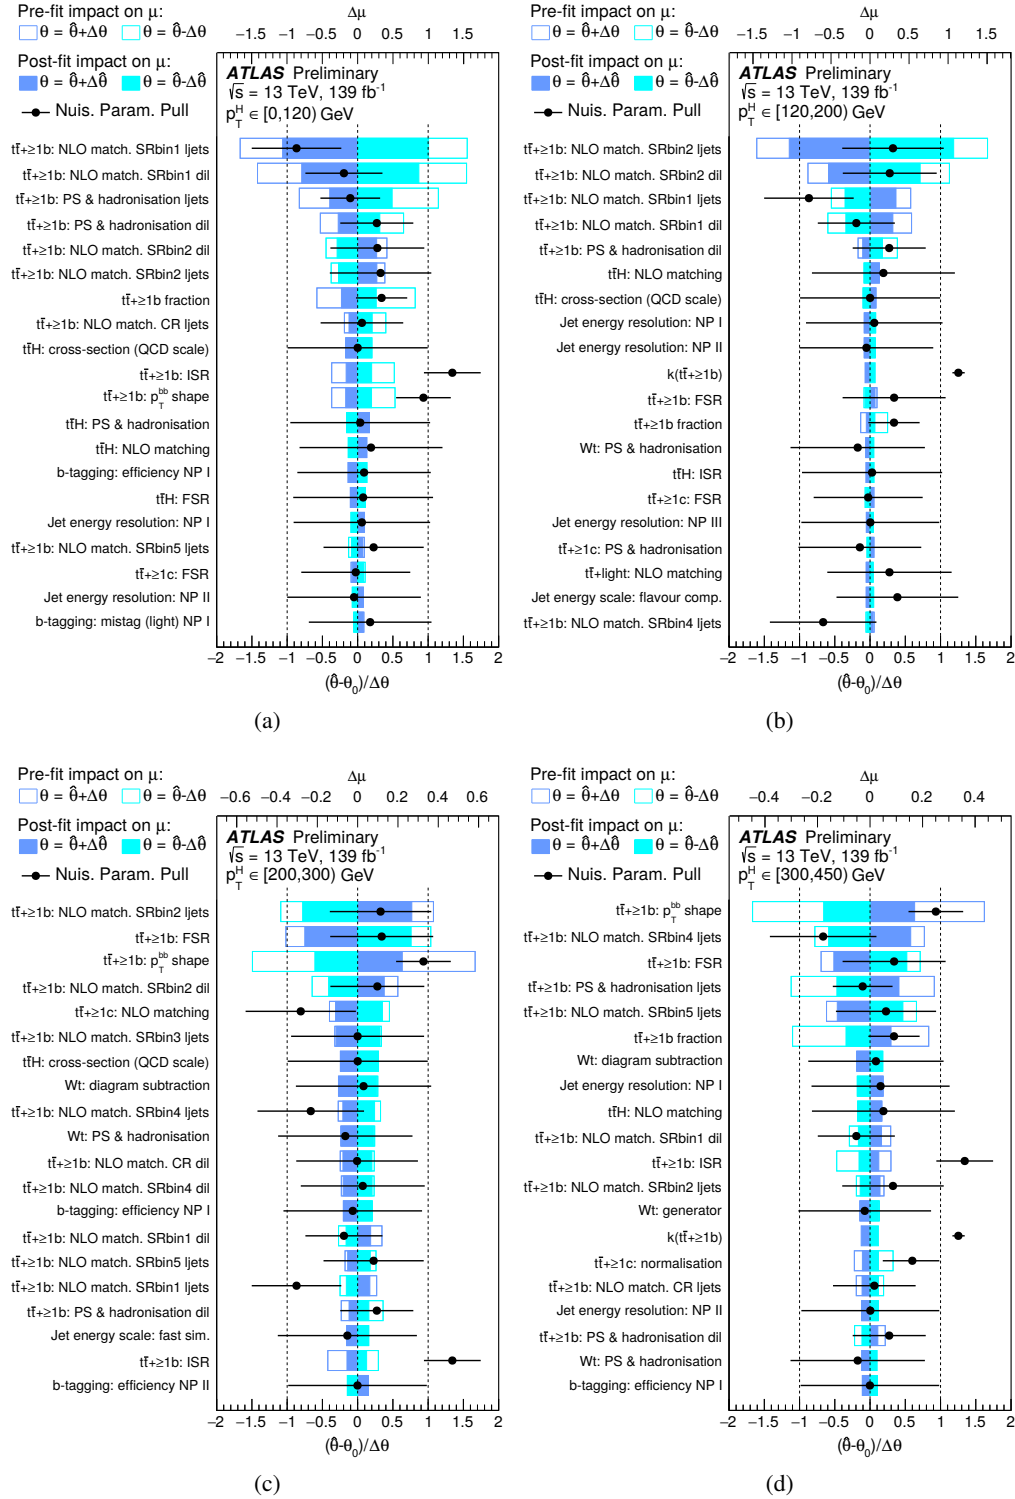 Pre-fit impact on μ:
θ = θ̂+Δθ θ = θ̂-Δθ
Post-fit impact on μ:
θ = θ̂+Δθ̂ θ = θ̂-Δθ̂
Nuis. Param. Pull
Δμ
−1.5 −1 −0.5 0 0.5 1 1.5
ATLAS Preliminary
√s = 13 TeV, 139 fb⁻¹
p_T^H ∈ [0,120) GeV
tt̄+≥1b: NLO match. SRbin1 ljets
tt̄+≥1b: NLO match. SRbin1 dil
tt̄+≥1b: PS & hadronisation ljets
tt̄+≥1b: PS & hadronisation dil
tt̄+≥1b: NLO match. SRbin2 dil
tt̄+≥1b: NLO match. SRbin2 ljets
tt̄+≥1b fraction
tt̄+≥1b: NLO match. CR ljets
tt̄H: cross-section (QCD scale)
tt̄+≥1b: ISR
tt̄+≥1b: p_T^bb shape
tt̄H: PS & hadronisation
tt̄H: NLO matching
b-tagging: efficiency NP I
tt̄H: FSR
Jet energy resolution: NP I
tt̄+≥1b: NLO match. SRbin5 ljets
tt̄+≥1c: FSR
Jet energy resolution: NP II
b-tagging: mistag (light) NP I
−2 −1.5 −1 −0.5 0 0.5 1 1.5 2
(θ̂-θ₀)/Δθ
(a)
Pre-fit impact on μ:
θ = θ̂+Δθ θ = θ̂-Δθ
Post-fit impact on μ:
θ = θ̂+Δθ̂ θ = θ̂-Δθ̂
Nuis. Param. Pull
Δμ
−1.5 −1 −0.5 0 0.5 1 1.5
ATLAS Preliminary
√s = 13 TeV, 139 fb⁻¹
p_T^H ∈ [120,200) GeV
tt̄+≥1b: NLO match. SRbin2 ljets
tt̄+≥1b: NLO match. SRbin2 dil
tt̄+≥1b: NLO match. SRbin1 ljets
tt̄+≥1b: NLO match. SRbin1 dil
tt̄+≥1b: PS & hadronisation dil
tt̄H: NLO matching
tt̄H: cross-section (QCD scale)
Jet energy resolution: NP I
Jet energy resolution: NP II
k(tt̄+≥1b)
tt̄+≥1b: FSR
tt̄+≥1b fraction
Wt: PS & hadronisation
tt̄H: ISR
tt̄+≥1c: FSR
Jet energy resolution: NP III
tt̄+≥1c: PS & hadronisation
tt̄+light: NLO matching
Jet energy scale: flavour comp.
tt̄+≥1b: NLO match. SRbin4 ljets
−2 −1.5 −1 −0.5 0 0.5 1 1.5 2
(θ̂-θ₀)/Δθ
(b)
Pre-fit impact on μ:
θ = θ̂+Δθ θ = θ̂-Δθ
Post-fit impact on μ:
θ = θ̂+Δθ̂ θ = θ̂-Δθ̂
Nuis. Param. Pull
Δμ
−0.6 −0.4 −0.2 0 0.2 0.4 0.6
ATLAS Preliminary
√s = 13 TeV, 139 fb⁻¹
p_T^H ∈ [200,300) GeV
tt̄+≥1b: NLO match. SRbin2 ljets
tt̄+≥1b: FSR
tt̄+≥1b: p_T^bb shape
tt̄+≥1b: NLO match. SRbin2 dil
tt̄+≥1c: NLO matching
tt̄+≥1b: NLO match. SRbin3 ljets
tt̄H: cross-section (QCD scale)
Wt: diagram subtraction
tt̄+≥1b: NLO match. SRbin4 ljets
Wt: PS & hadronisation
tt̄+≥1b: NLO match. CR dil
tt̄+≥1b: NLO match. SRbin4 dil
b-tagging: efficiency NP I
tt̄+≥1b: NLO match. SRbin1 dil
tt̄+≥1b: NLO match. SRbin5 ljets
tt̄+≥1b: NLO match. SRbin1 ljets
tt̄+≥1b: PS & hadronisation dil
Jet energy scale: fast sim.
tt̄+≥1b: ISR
b-tagging: efficiency NP II
−2 −1.5 −1 −0.5 0 0.5 1 1.5 2
(θ̂-θ₀)/Δθ
(c)
Pre-fit impact on μ:
θ = θ̂+Δθ θ = θ̂-Δθ
Post-fit impact on μ:
θ = θ̂+Δθ̂ θ = θ̂-Δθ̂
Nuis. Param. Pull
Δμ
−0.4 −0.2 0 0.2 0.4
ATLAS Preliminary
√s = 13 TeV, 139 fb⁻¹
p_T^H ∈ [300,450) GeV
tt̄+≥1b: p_T^bb shape
tt̄+≥1b: NLO match. SRbin4 ljets
tt̄+≥1b: FSR
tt̄+≥1b: PS & hadronisation ljets
tt̄+≥1b: NLO match. SRbin5 ljets
tt̄+≥1b fraction
Wt: diagram subtraction
Jet energy resolution: NP I
tt̄H: NLO matching
tt̄+≥1b: NLO match. SRbin1 dil
tt̄+≥1b: ISR
tt̄+≥1b: NLO match. SRbin2 ljets
Wt: generator
k(tt̄+≥1b)
tt̄+≥1c: normalisation
tt̄+≥1b: NLO match. CR ljets
Jet energy resolution: NP II
tt̄+≥1b: PS & hadronisation dil
Wt: PS & hadronisation
b-tagging: efficiency NP I
−2 −1.5 −1 −0.5 0 0.5 1 1.5 2
(θ̂-θ₀)/Δθ
(d)